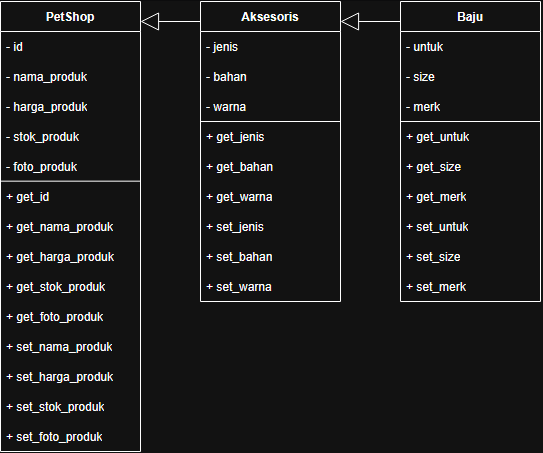 PetShop
- id
- nama_produk
- harga_produk
- stok_produk
- foto_produk
+ get_id
+ get_nama_produk
+ get_harga_produk
+ get_stok_produk
+ get_foto_produk
+ set_nama_produk
+ set_harga_produk
+ set_stok_produk
+ set_foto_produk
Aksesoris
- jenis
- bahan
- warna
+ get_jenis
+ get_bahan
+ get_warna
+ set_jenis
+ set_bahan
+ set_warna
Baju
- untuk
- size
- merk
+ get_untuk
+ get_size
+ get_merk
+ set_untuk
+ set_size
+ set_merk